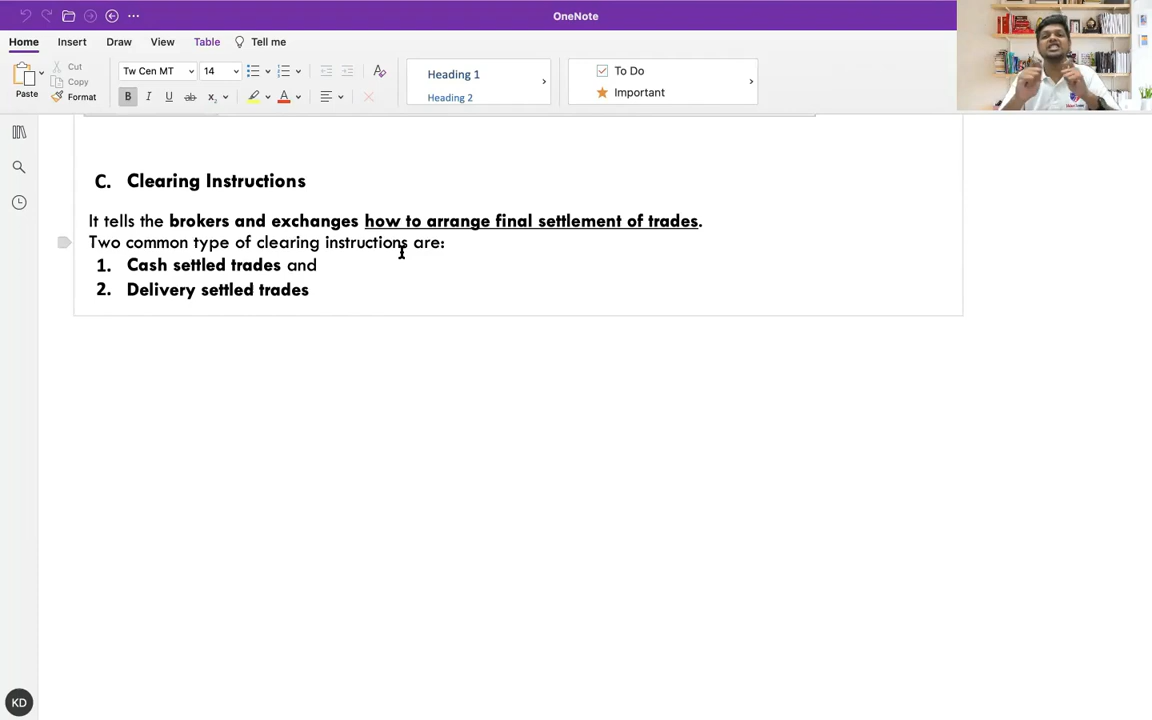 OneNote
Home Insert Draw View Table Tell me
Paste
Cut
Copy
Format
Tw Cen MT 14
B I U ab x₂ A
Heading 1
Heading 2
To Do
Important
C. Clearing Instructions
It tells the brokers and exchanges how to arrange final settlement of trades.
Two common type of clearing instructions are:
1. Cash settled trades and
2. Delivery settled trades
KD